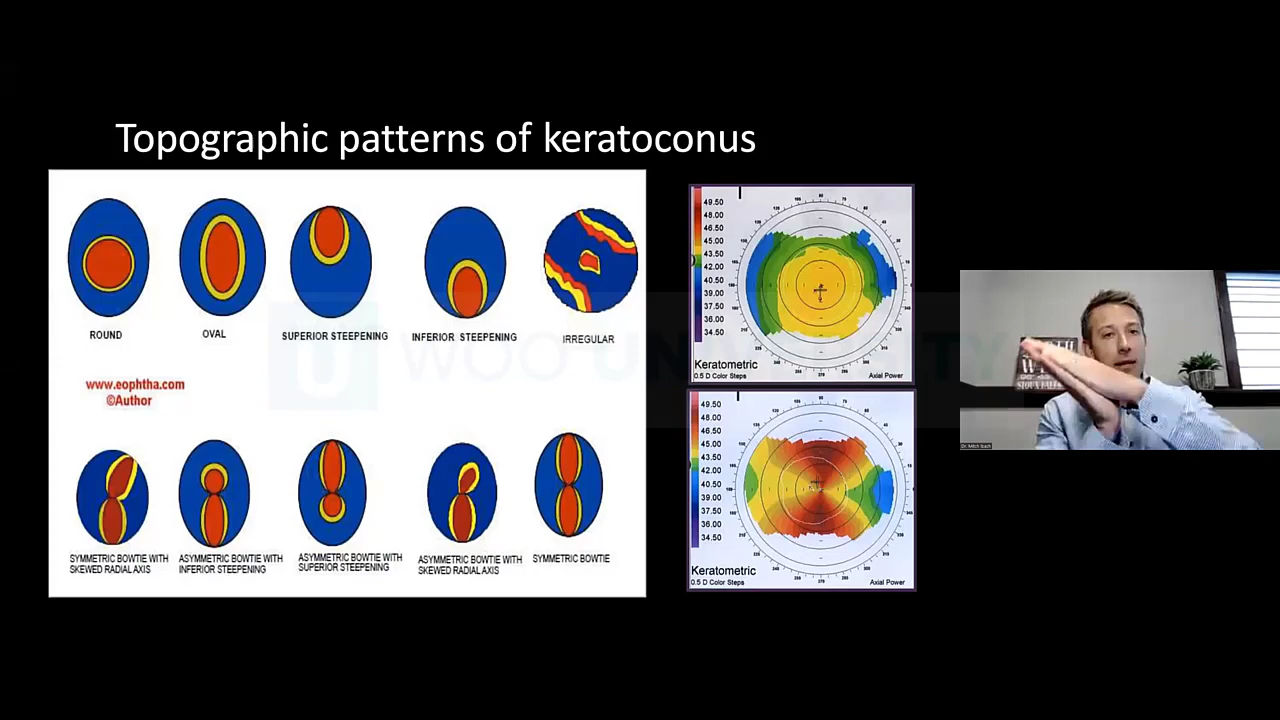 Topographic patterns of keratoconus
ROUND
OVAL
SUPERIOR STEEPENING
INFERIOR STEEPENING
IRREGULAR
www.eophtha.com
©Author
SYMMETRIC BOWTIE WITH
SKEWED RADIAL AXIS
ASYMMETRIC BOWTIE WITH
INFERIOR STEEPENING
ASYMMETRIC BOWTIE WITH
SUPERIOR STEEPENING
ASYMMETRIC BOWTIE WITH
SKEWED RADIAL AXIS
SYMMETRIC BOWTIE
49.50
48.00
46.50
45.00
43.50
42.00
40.50
39.00
37.50
36.00
34.50
Keratometric
0.5 D Color Steps
Axial Power
49.50
48.00
46.50
45.00
43.50
42.00
40.50
39.00
37.50
36.00
34.50
Keratometric
0.5 D Color Steps
Axial Power
WOO UNIVERSITY
Dr. Mitch Ibach